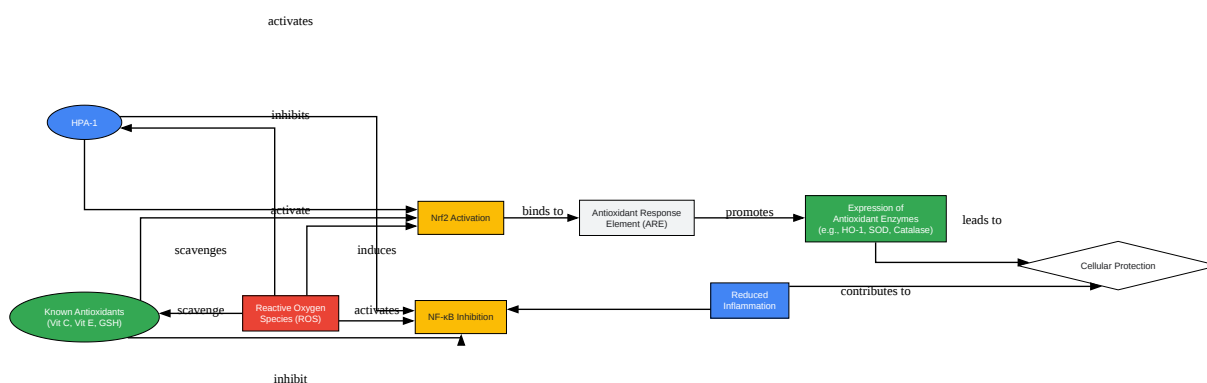 activates
HPA-1
inhibits
activate
Nrf2 Activation
binds to
Antioxidant Response
Element (ARE)
promotes
Expression of
Antioxidant Enzymes
(e.g., HO-1, SOD, Catalase)
leads to
scavenges
induces
Cellular Protection
Known Antioxidants
(Vit C, Vit E, GSH)
scavenge
Reactive Oxygen
Species (ROS)
activates
NF-κB Inhibition
Reduced
Inflammation
contributes to
inhibit